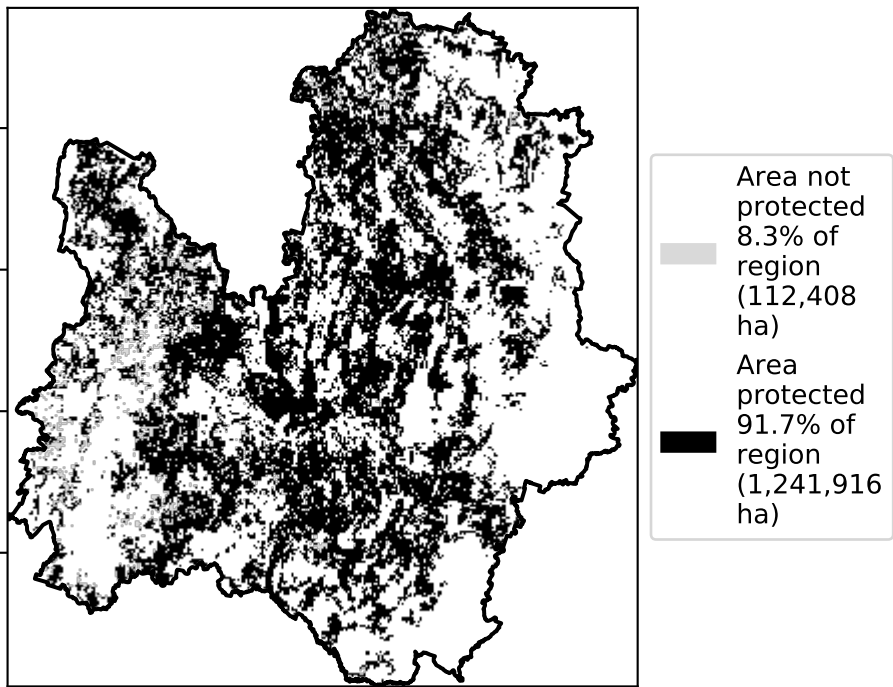 Area not
protected
8.3% of
region
(112,408
ha)
Area
protected
91.7% of
region
(1,241,916
ha)